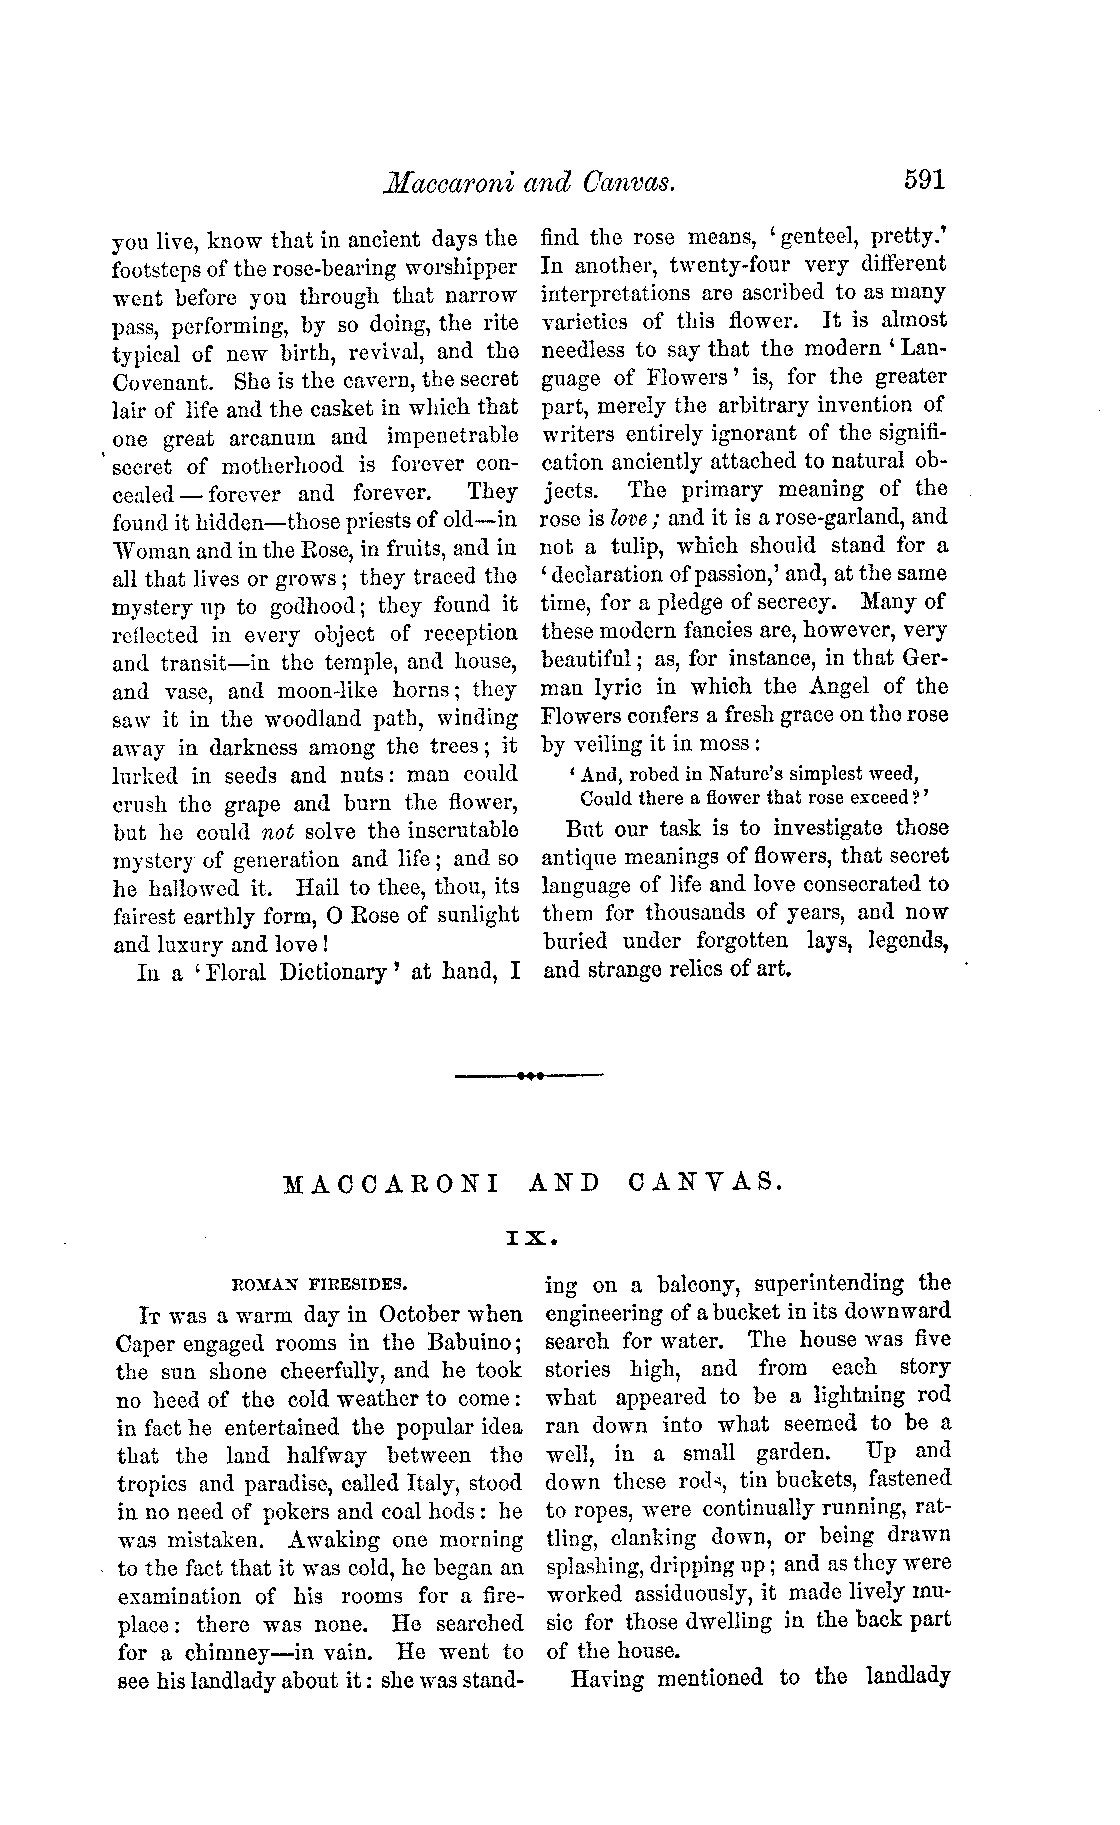 Maccaroni and Canvas. 591
you live, know that in ancient days the
footsteps of the rose-bearing worshipper
went before you through that narrow
pass, performing, by so doing, the rite
typical of new birth, revival, and the
Covenant. She is the cavern, the secret
lair of life and the casket in which that
one great arcanum and impenetrable
secret of motherhood is forever con-
cealed — forever and forever. They
found it hidden—those priests of old—in
Woman and in the Rose, in fruits, and in
all that lives or grows; they traced the
mystery up to godhood; they found it
reflected in every object of reception
and transit—in the temple, and house,
and vase, and moon-like horns; they
saw it in the woodland path, winding
away in darkness among the trees; it
lurked in seeds and nuts: man could
crush the grape and burn the flower,
but he could not solve the inscrutable
mystery of generation and life; and so
he hallowed it. Hail to thee, thou, its
fairest earthly form, O Rose of sunlight
and luxury and love!
In a 'Floral Dictionary' at hand, I
find the rose means, 'genteel, pretty.'
In another, twenty-four very different
interpretations are ascribed to as many
varieties of this flower. It is almost
needless to say that the modern 'Lan-
guage of Flowers' is, for the greater
part, merely the arbitrary invention of
writers entirely ignorant of the signifi-
cation anciently attached to natural ob-
jects. The primary meaning of the
rose is love; and it is a rose-garland, and
not a tulip, which should stand for a
'declaration of passion,' and, at the same
time, for a pledge of secrecy. Many of
these modern fancies are, however, very
beautiful; as, for instance, in that Ger-
man lyric in which the Angel of the
Flowers confers a fresh grace on the rose
by veiling it in moss:
'And, robed in Nature's simplest weed,
Could there a flower that rose exceed?'
But our task is to investigate those
antique meanings of flowers, that secret
language of life and love consecrated to
them for thousands of years, and now
buried under forgotten lays, legends,
and strange relics of art.
MACCARONI AND CANVAS.
IX.
ROMAN FIRESIDES.
IT was a warm day in October when
Caper engaged rooms in the Babuino;
the sun shone cheerfully, and he took
no heed of the cold weather to come:
in fact he entertained the popular idea
that the land halfway between the
tropics and paradise, called Italy, stood
in no need of pokers and coal hods: he
was mistaken. Awaking one morning
to the fact that it was cold, he began an
examination of his rooms for a fire-
place: there was none. He searched
for a chimney—in vain. He went to
see his landlady about it: she was stand-
ing on a balcony, superintending the
engineering of a bucket in its downward
search for water. The house was five
stories high, and from each story
what appeared to be a lightning rod
ran down into what seemed to be a
well, in a small garden. Up and
down these rods, tin buckets, fastened
to ropes, were continually running, rat-
tling, clanking down, or being drawn
splashing, dripping up; and as they were
worked assiduously, it made lively mu-
sic for those dwelling in the back part
of the house.
Having mentioned to the landlady